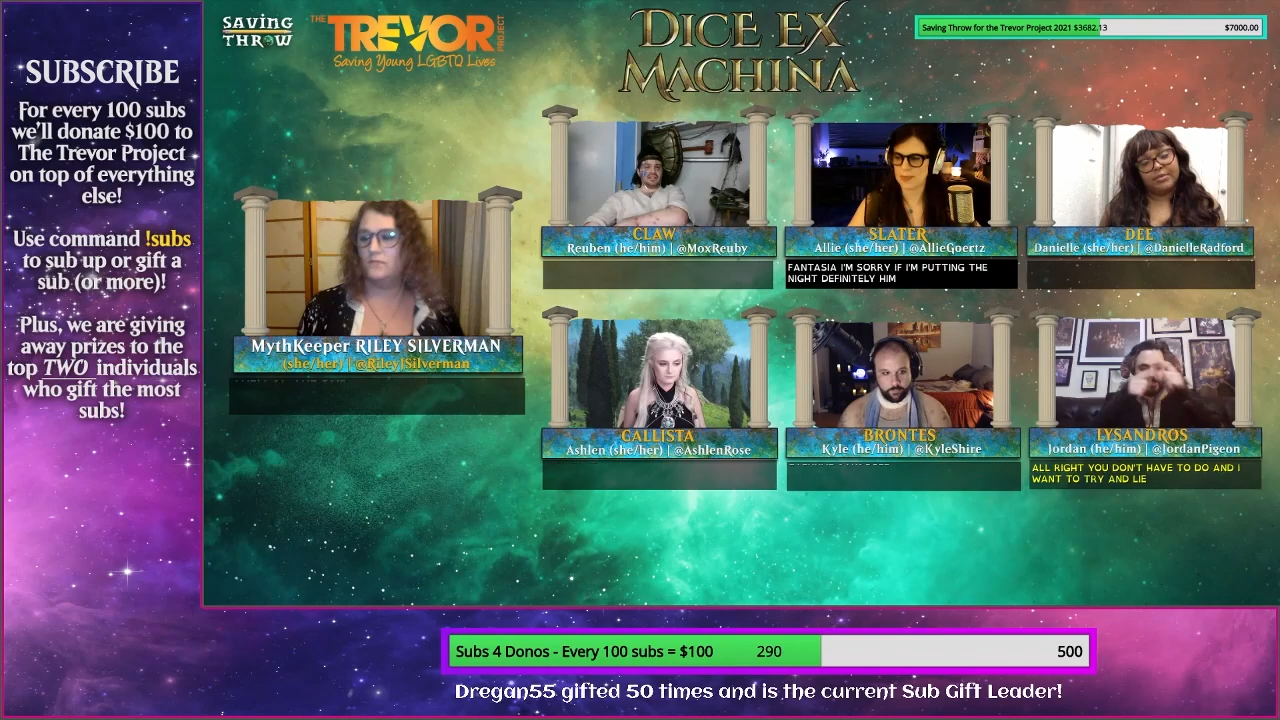 SUBSCRIBE
For every 100 subs
we'll donate $100 to
The Trevor Project
on top of everything
else!
Use command !subs
to sub up or gift a
sub (or more)!
Plus, we are giving
away prizes to the
top TWO individuals
who gift the most
subs!
SAVING
THROW
THE TREVOR PROJECT
Saving Young LGBTQ Lives
DICE EX
MACHINA
Saving Throw for the Trevor Project 2021 $3682.13 $7000.00
MythKeeper RILEY SILVERMAN
(she/her) | @RileyJSilverman
CLAW
Reuben (he/him) | @MoxReuby
SLATER
Allie (she/her) | @AllieGoertz
FANTASIA I'M SORRY IF I'M PUTTING THE
NIGHT DEFINITELY HIM
DEE
Danielle (she/her) | @DanielleRadford
CALLISTA
Ashlen (she/her) | @AshlenRose
BRONTES
Kyle (he/him) | @KyleShire
LYSANDROS
Jordan (he/him) | @JordanPigeon
ALL RIGHT YOU DON'T HAVE TO DO AND I
WANT TO TRY AND LIE
Subs 4 Donos - Every 100 subs = $100 290 500
Dregan55 gifted 50 times and is the current Sub Gift Leader!